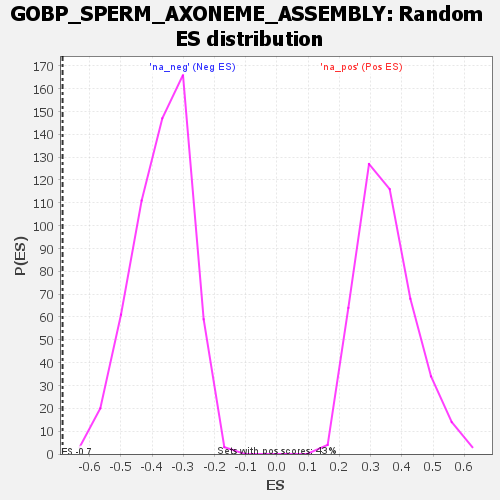 GOBP_SPERM_AXONEME_ASSEMBLY: Random
ES distribution
'na_neg' (Neg ES)
'na_pos' (Pos ES)
170
160
150
140
130
120
110
100
90
80
70
60
50
40
30
20
10
0
P(ES)
ES -0.7
Sets with pos scores: 43%
-0.6 -0.5 -0.4 -0.3 -0.2 -0.1 0.0 0.1 0.2 0.3 0.4 0.5 0.6
ES